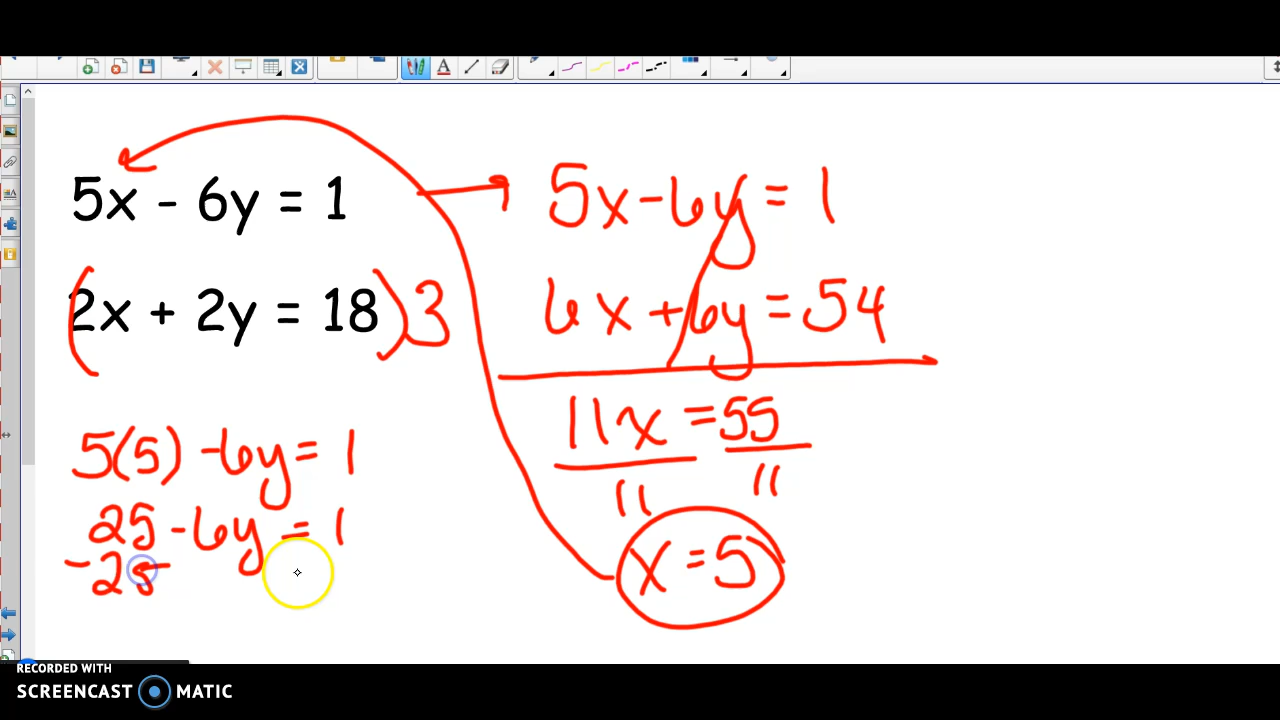 5x - 6y = 1
(2x + 2y = 18)3
5(5) - 6y = 1
25 - 6y = 1
- 25
5x - 6y = 1
6x + 6y = 54
11x = 55
11 11
x = 5
RECORDED WITH
SCREENCAST MATIC